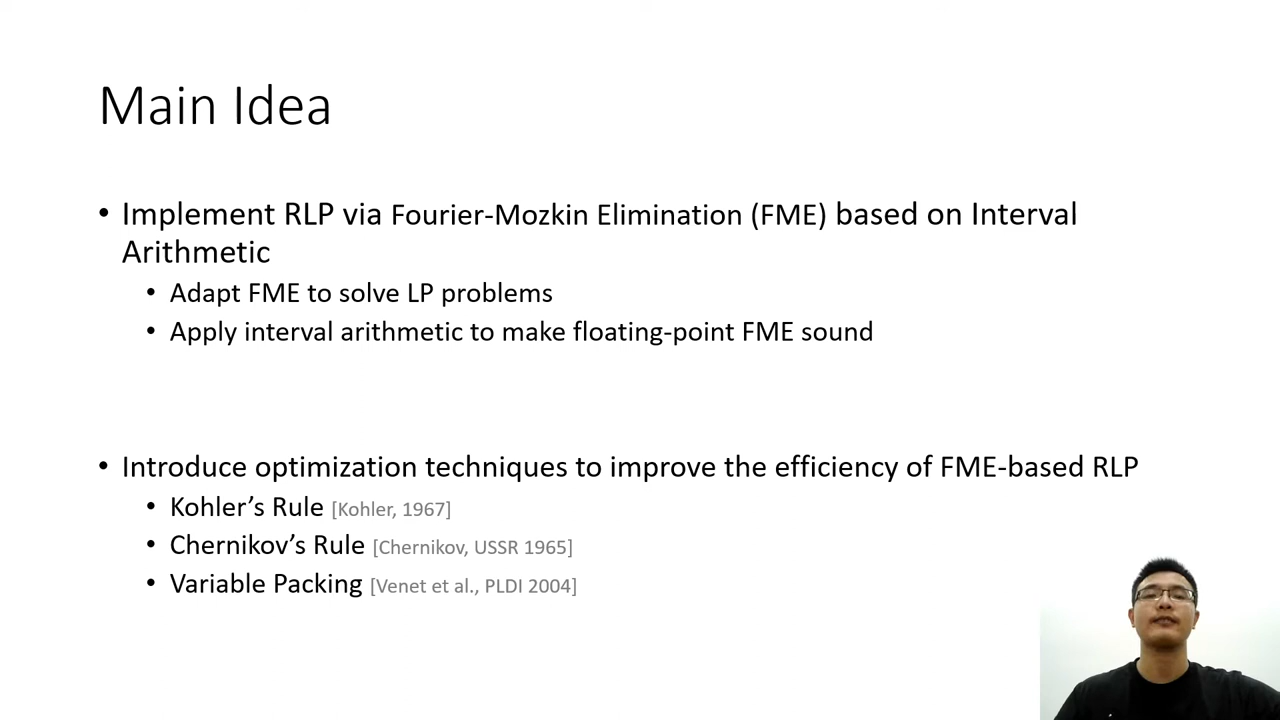 Main Idea
• Implement RLP via Fourier-Mozkin Elimination (FME) based on Interval
Arithmetic
• Adapt FME to solve LP problems
• Apply interval arithmetic to make floating-point FME sound
• Introduce optimization techniques to improve the efficiency of FME-based RLP
• Kohler’s Rule [Kohler, 1967]
• Chernikov’s Rule [Chernikov, USSR 1965]
• Variable Packing [Venet et al., PLDI 2004]